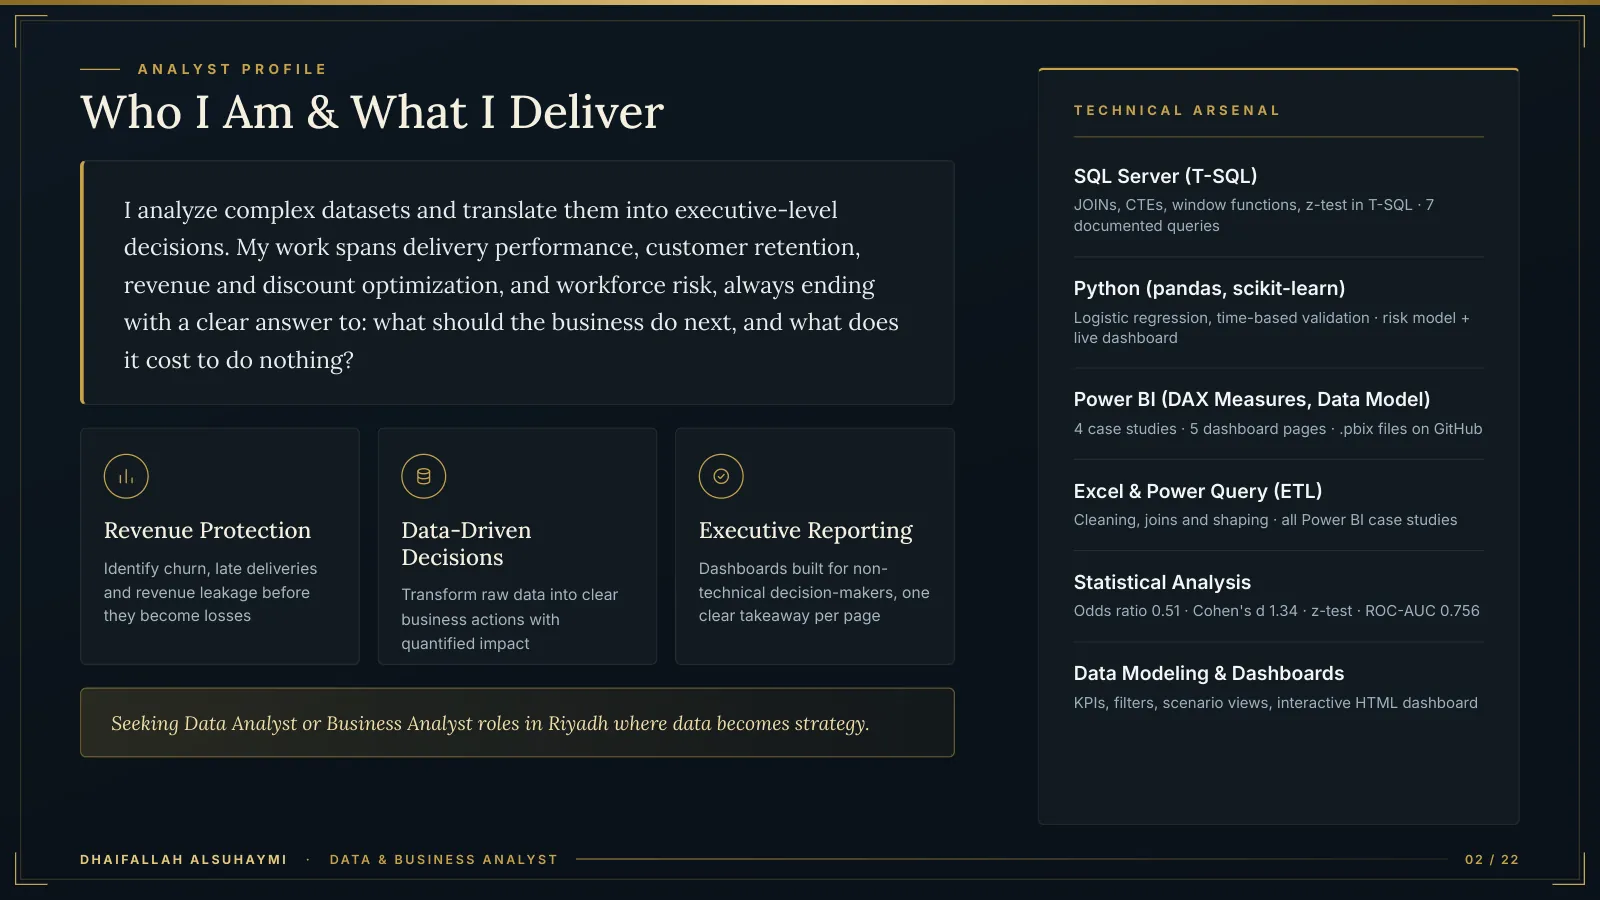 ANALYST PROFILE
Who I Am & What I Deliver
I analyze complex datasets and translate them into executive-level
decisions. My work spans delivery performance, customer retention,
revenue and discount optimization, and workforce risk, always ending
with a clear answer to: what should the business do next, and what does
it cost to do nothing?
Revenue Protection
Identify churn, late deliveries
and revenue leakage before
they become losses
Data-Driven
Decisions
Transform raw data into clear
business actions with
quantified impact
Executive Reporting
Dashboards built for non-
technical decision-makers, one
clear takeaway per page
Seeking Data Analyst or Business Analyst roles in Riyadh where data becomes strategy.
TECHNICAL ARSENAL
SQL Server (T-SQL)
JOINs, CTEs, window functions, z-test in T-SQL · 7
documented queries
Python (pandas, scikit-learn)
Logistic regression, time-based validation · risk model +
live dashboard
Power BI (DAX Measures, Data Model)
4 case studies · 5 dashboard pages · .pbix files on GitHub
Excel & Power Query (ETL)
Cleaning, joins and shaping · all Power BI case studies
Statistical Analysis
Odds ratio 0.51 · Cohen's d 1.34 · z-test · ROC-AUC 0.756
Data Modeling & Dashboards
KPIs, filters, scenario views, interactive HTML dashboard
DHAIFALLAH ALSUHAYMI · DATA & BUSINESS ANALYST
02 / 22